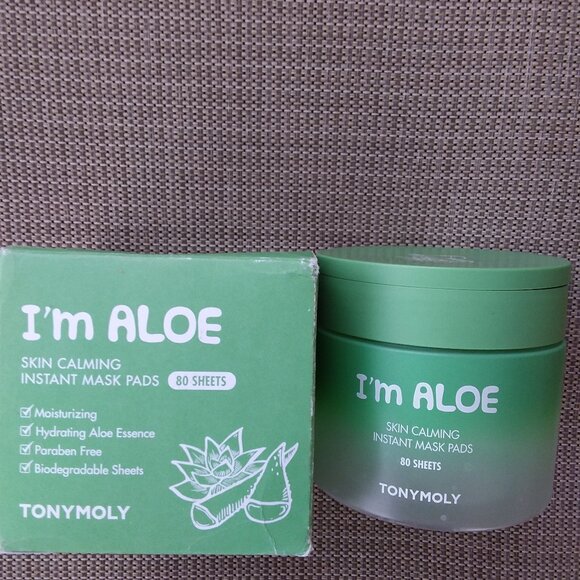 I'm ALOE
SKIN CALMING
INSTANT MASK PADS 80 SHEETS
Moisturizing
Hydrating Aloe Essence
Paraben Free
Biodegradable Sheets
TONYMOLY
I'm ALOE
SKIN CALMING
INSTANT MASK PADS
80 SHEETS
TONYMOLY